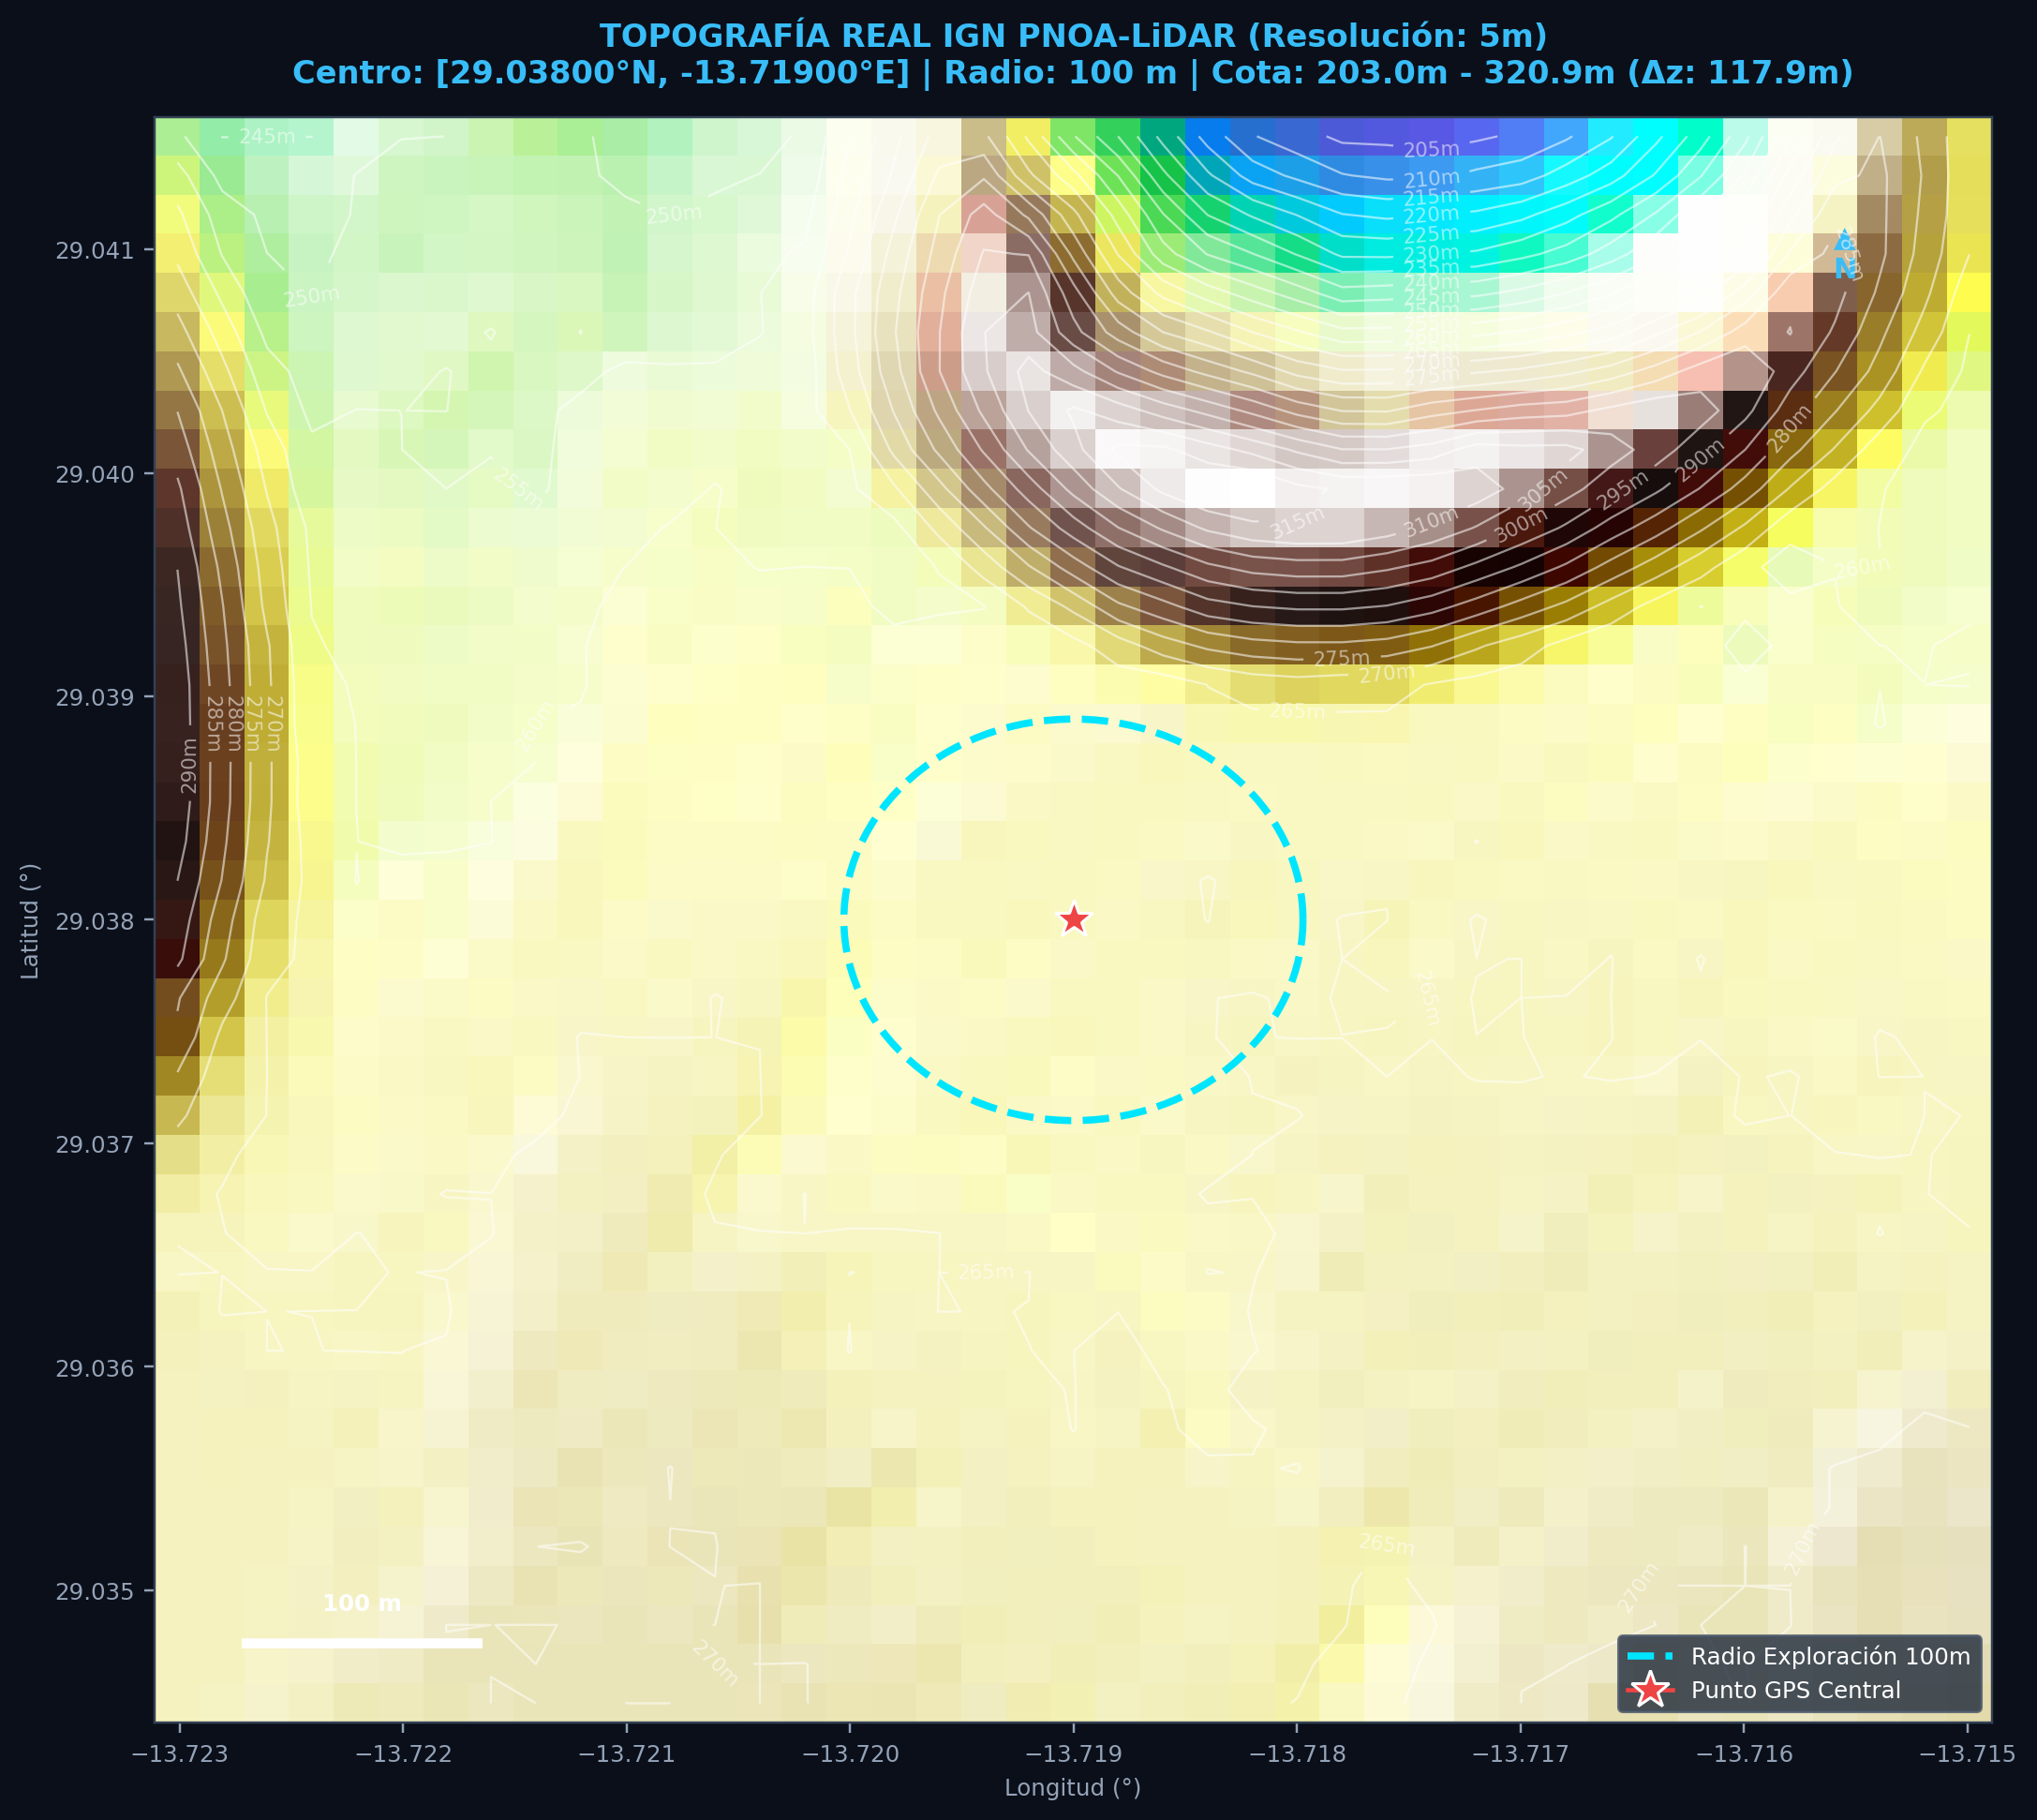 TOPOGRAFÍA REAL IGN PNOA-LiDAR (Resolución: 5m)
Centro: [29.03800°N, -13.71900°E] | Radio: 100 m | Cota: 203.0m - 320.9m (Δz: 117.9m)
245m
205m
210m
215m
220m
225m
230m
235m
240m
245m
250m
270m
275m
250m
250m
N
29.041
280m
290m
255m
305m
295m
315m
310m
300m
29.040
260m
275m
270m
265m
29.039
285m
280m
275m
270m
260m
290m
29.038
265m
29.037
265m
29.036
265m
270m
270m
270m
29.035
100 m
Radio Exploración 100m
Punto GPS Central
−13.723
−13.722
−13.721
−13.720
−13.719
−13.718
−13.717
−13.716
−13.715
Longitud (°)
Latitud (°)